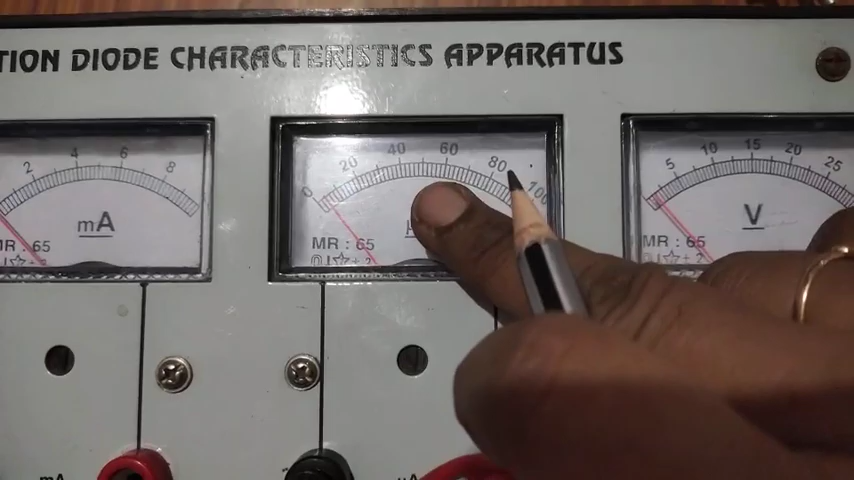 TION DIODE CHARACTERISTICS APPARATUS
2 4 6 8
mA
MR : 65
0 20 40 60 80 100
MR : 65
5 10 15 20 25
V
MR : 65
mA
µA